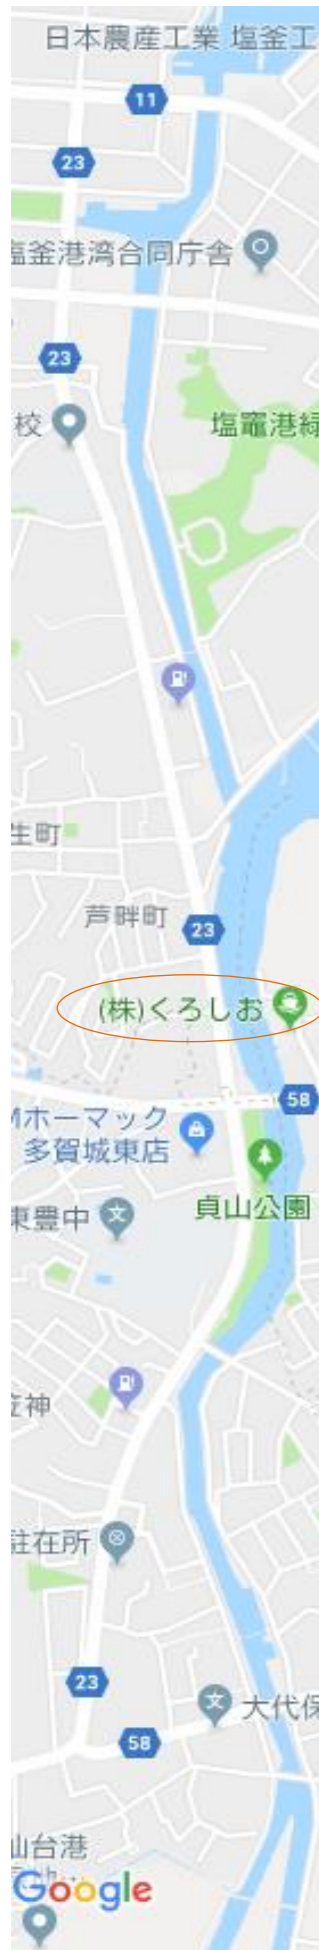 日本農産工業 塩釜工
11
23
塩釜港湾合同庁舎
23
校
塩竈港緑
生町
芦畔町
23
(株)くろしお
58
Mホーマック
多賀城東店
東豊中
貞山公園
笠神
駐在所
23
大代保
58
仙台港
Google